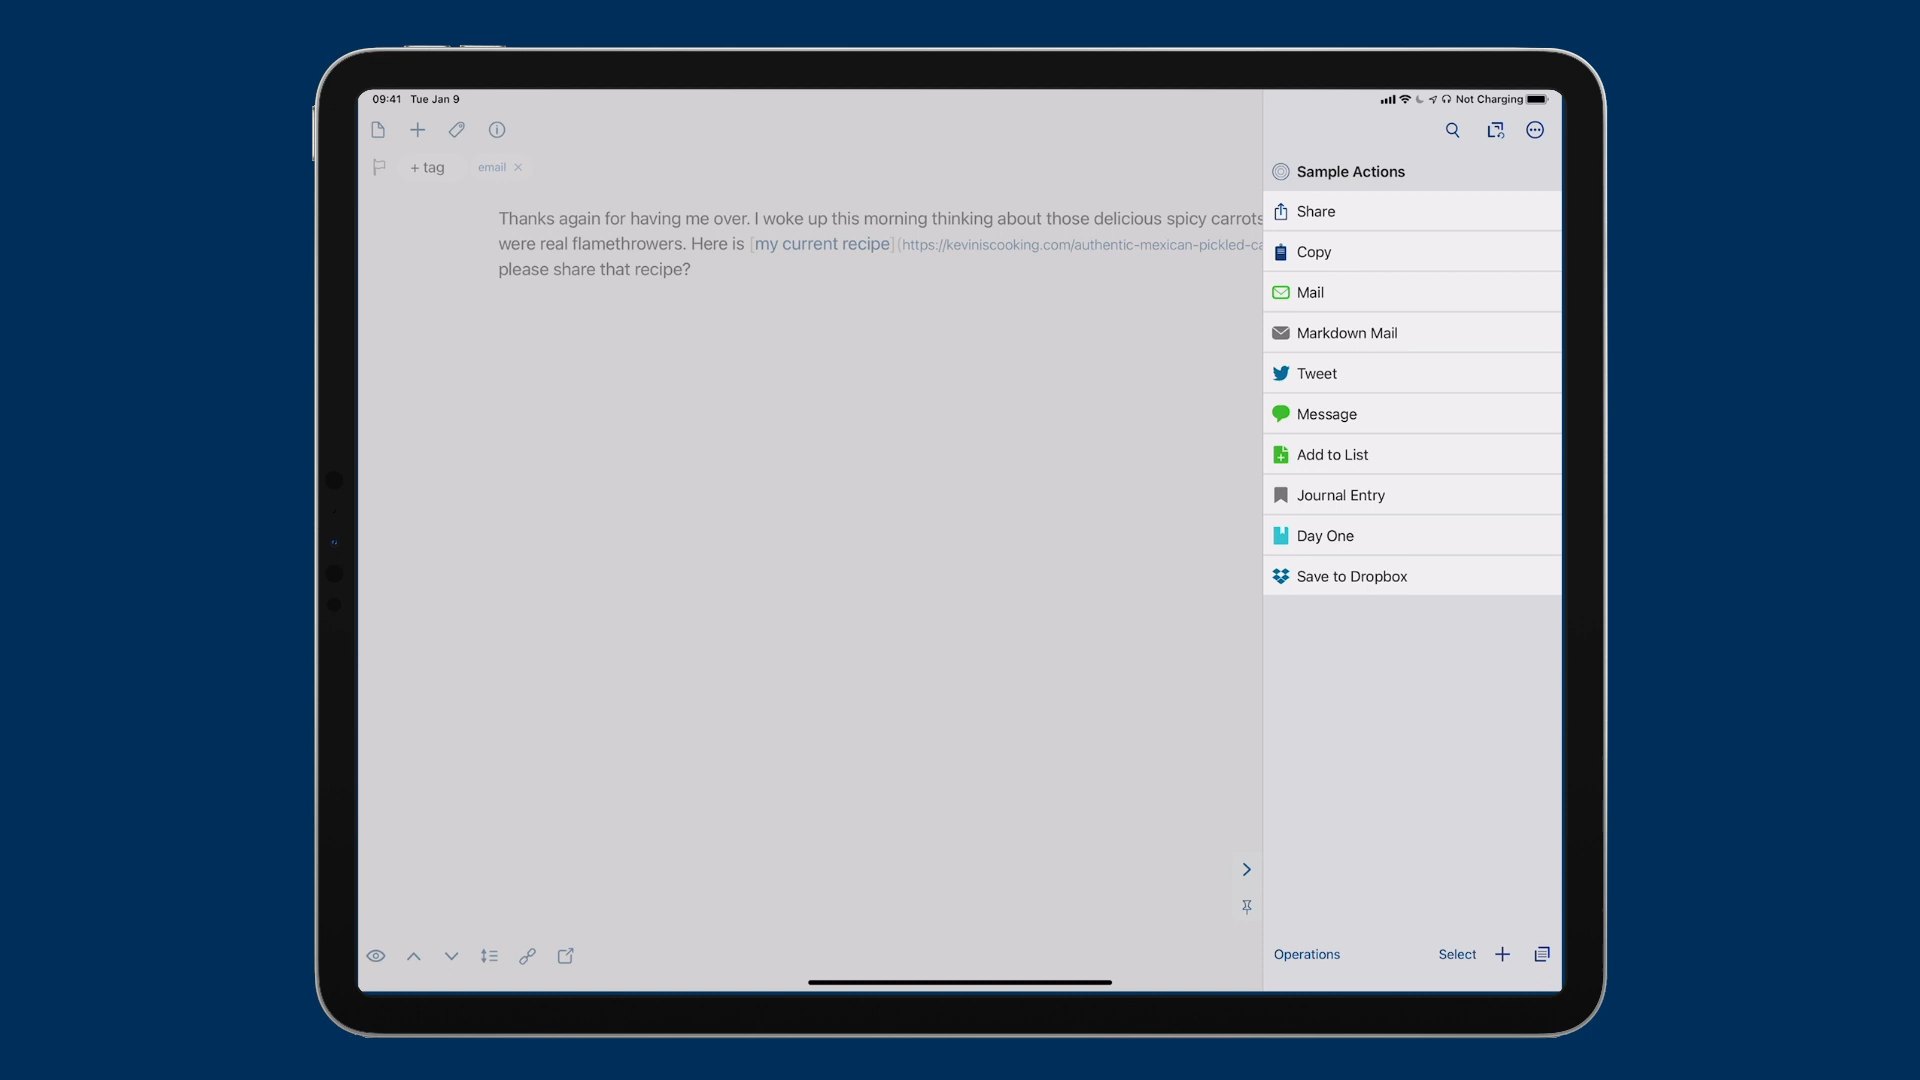 09:41 Tue Jan 9
Not Charging
+ tag
email ×
Thanks again for having me over. I woke up this morning thinking about those delicious spicy carrots
were real flamethrowers. Here is [my current recipe](https://keviniscooking.com/authentic-mexican-pickled-ca
please share that recipe?
Sample Actions
Share
Copy
Mail
Markdown Mail
Tweet
Message
Add to List
Journal Entry
Day One
Save to Dropbox
Operations
Select